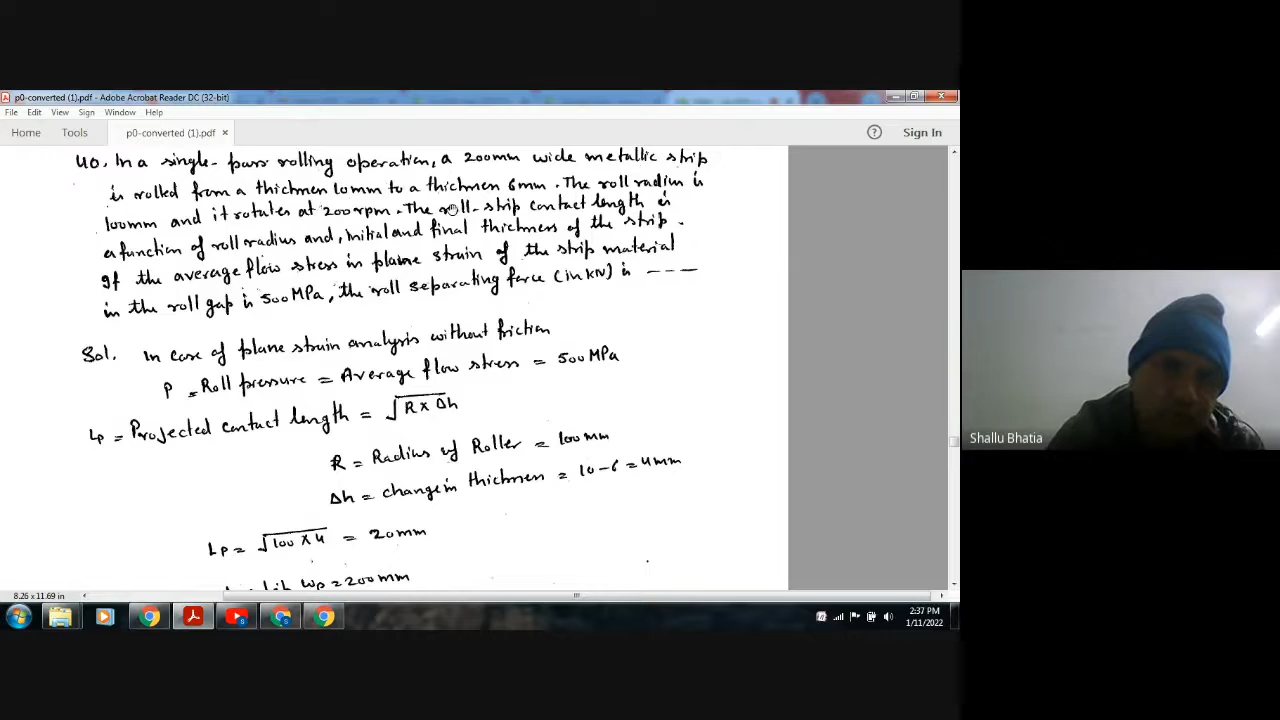 p0-converted (1).pdf - Adobe Acrobat Reader DC (32-bit)
File Edit View Sign Window Help
Home Tools p0-converted (1).pdf × Sign In
40. In a single-pass rolling operation, a 200mm wide metallic strip
is rolled from a thickness 10mm to a thickness 6mm. The roll radius is
100mm and it rotates at 200rpm. The roll-strip contact length is
a function of roll radius and, initial and final thickness of the strip.
If the average flow stress in plane strain of the strip material
in the roll gap is 500MPa, the roll separating force (in kN) is ----
Sol. In case of plane strain analysis without friction
P = Roll pressure = Average flow stress = 500MPa
Lp = Projected contact length = √R×Δh
R = Radius of Roller = 100mm
Δh = change in thickness = 10-6 = 4mm
Lp = √100×4 = 20mm
Wp = 200mm
8.26 x 11.69 in
2:37 PM
1/11/2022
Shallu Bhatia